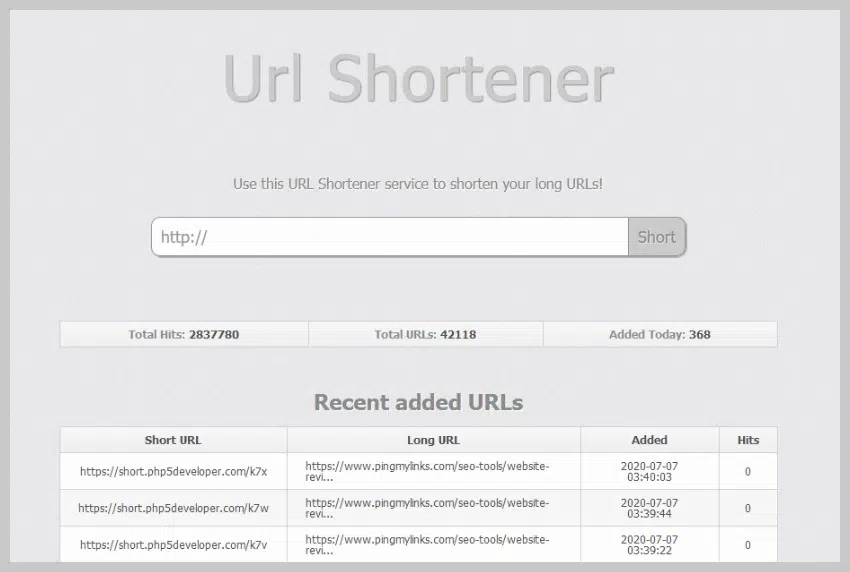 Url Shortener
Use this URL Shortener service to shorten your long URLs!
http:// Short
Total Hits: 2837780 Total URLs: 42118 Added Today: 368
Recent added URLs
Short URL Long URL Added Hits
https://short.php5developer.com/k7x https://www.pingmylinks.com/seo-tools/website-revi... 2020-07-07 03:40:03 0
https://short.php5developer.com/k7w https://www.pingmylinks.com/seo-tools/website-revi... 2020-07-07 03:39:44 0
https://short.php5developer.com/k7v https://www.pingmylinks.com/seo-tools/website-revi... 2020-07-07 03:39:22 0